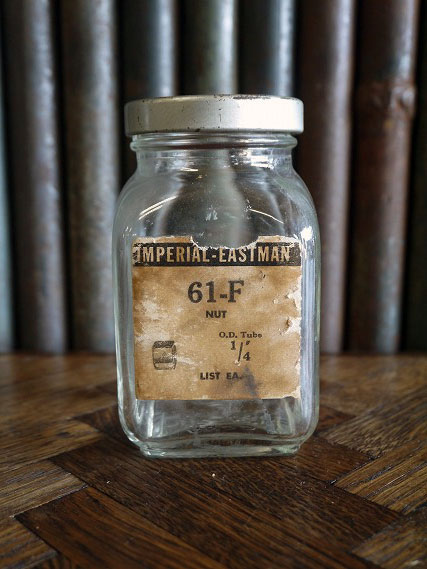 IMPERIAL-EASTMAN
61-F
NUT
O.D. Tube
1/4"
LIST EA.